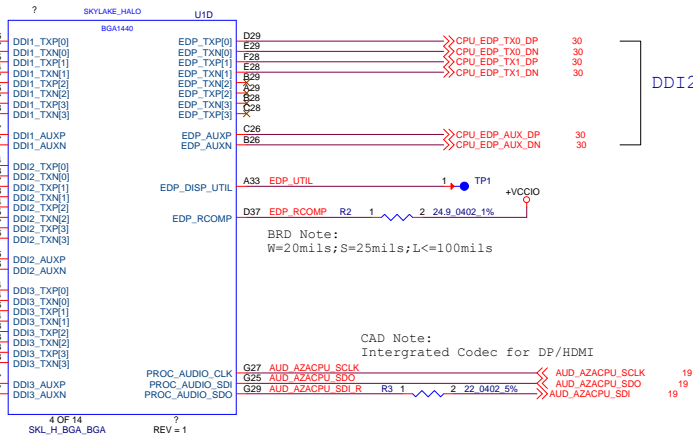 ? SKYLAKE_HALO U1D
BGA1440
DDI1_TXP[0] EDP_TXP[0] D29 CPU_EDP_TX0_DP 30
DDI1_TXN[0] EDP_TXN[0] E29 CPU_EDP_TX0_DN 30
DDI1_TXP[1] EDP_TXP[1] F28 CPU_EDP_TX1_DP 30
DDI1_TXN[1] EDP_TXN[1] E28 CPU_EDP_TX1_DN 30
DDI1_TXP[2] EDP_TXN[2] B29
DDI1_TXN[2] EDP_TXP[2] A29
DDI1_TXP[3] EDP_TXN[3] B28
DDI1_TXN[3] EDP_TXP[3] C28
DDI2
DDI1_AUXP EDP_AUXP C26 CPU_EDP_AUX_DP 30
DDI1_AUXN EDP_AUXN B26 CPU_EDP_AUX_DN 30
DDI2_TXP[0]
DDI2_TXN[0]
DDI2_TXP[1] EDP_DISP_UTIL A33 EDP_UTIL 1 TP1
DDI2_TXN[1]
DDI2_TXP[2] +VCCIO
DDI2_TXN[2] EDP_RCOMP D37 EDP_RCOMP R2 1 2 24.9_0402_1%
DDI2_TXP[3]
DDI2_TXN[3]
BRD Note:
W=20mils;S=25mils;L<=100mils
DDI2_AUXP
DDI2_AUXN
DDI3_TXP[0]
DDI3_TXN[0]
DDI3_TXP[1]
DDI3_TXN[1]
DDI3_TXP[2]
DDI3_TXN[2]
DDI3_TXP[3]
DDI3_TXN[3]
CAD Note:
Intergrated Codec for DP/HDMI
PROC_AUDIO_CLK G27 AUD_AZACPU_SCLK AUD_AZACPU_SCLK 19
DDI3_AUXP PROC_AUDIO_SDI G25 AUD_AZACPU_SDO AUD_AZACPU_SDO 19
DDI3_AUXN PROC_AUDIO_SDO G29 AUD_AZACPU_SDI_R R3 1 2 22_0402_5% AUD_AZACPU_SDI 19
4 OF 14 ?
SKL_H_BGA_BGA REV = 1